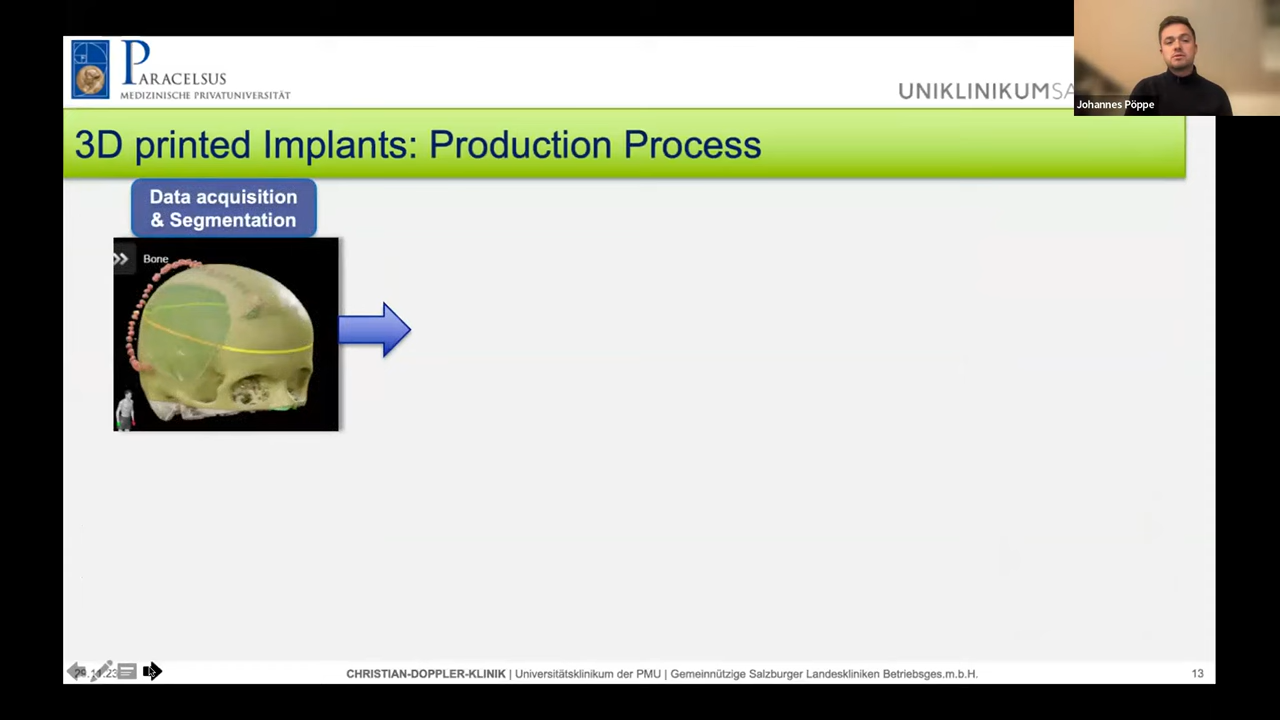 PARACELSUS
MEDIZINISCHE PRIVATUNIVERSITÄT
UNIKLINIKUMSA
Johannes Pöppe
3D printed Implants: Production Process
Data acquisition
& Segmentation
Bone
CHRISTIAN-DOPPLER-KLINIK | Universitätsklinikum der PMU | Gemeinnützige Salzburger Landeskliniken Betriebsges.m.b.H.
13